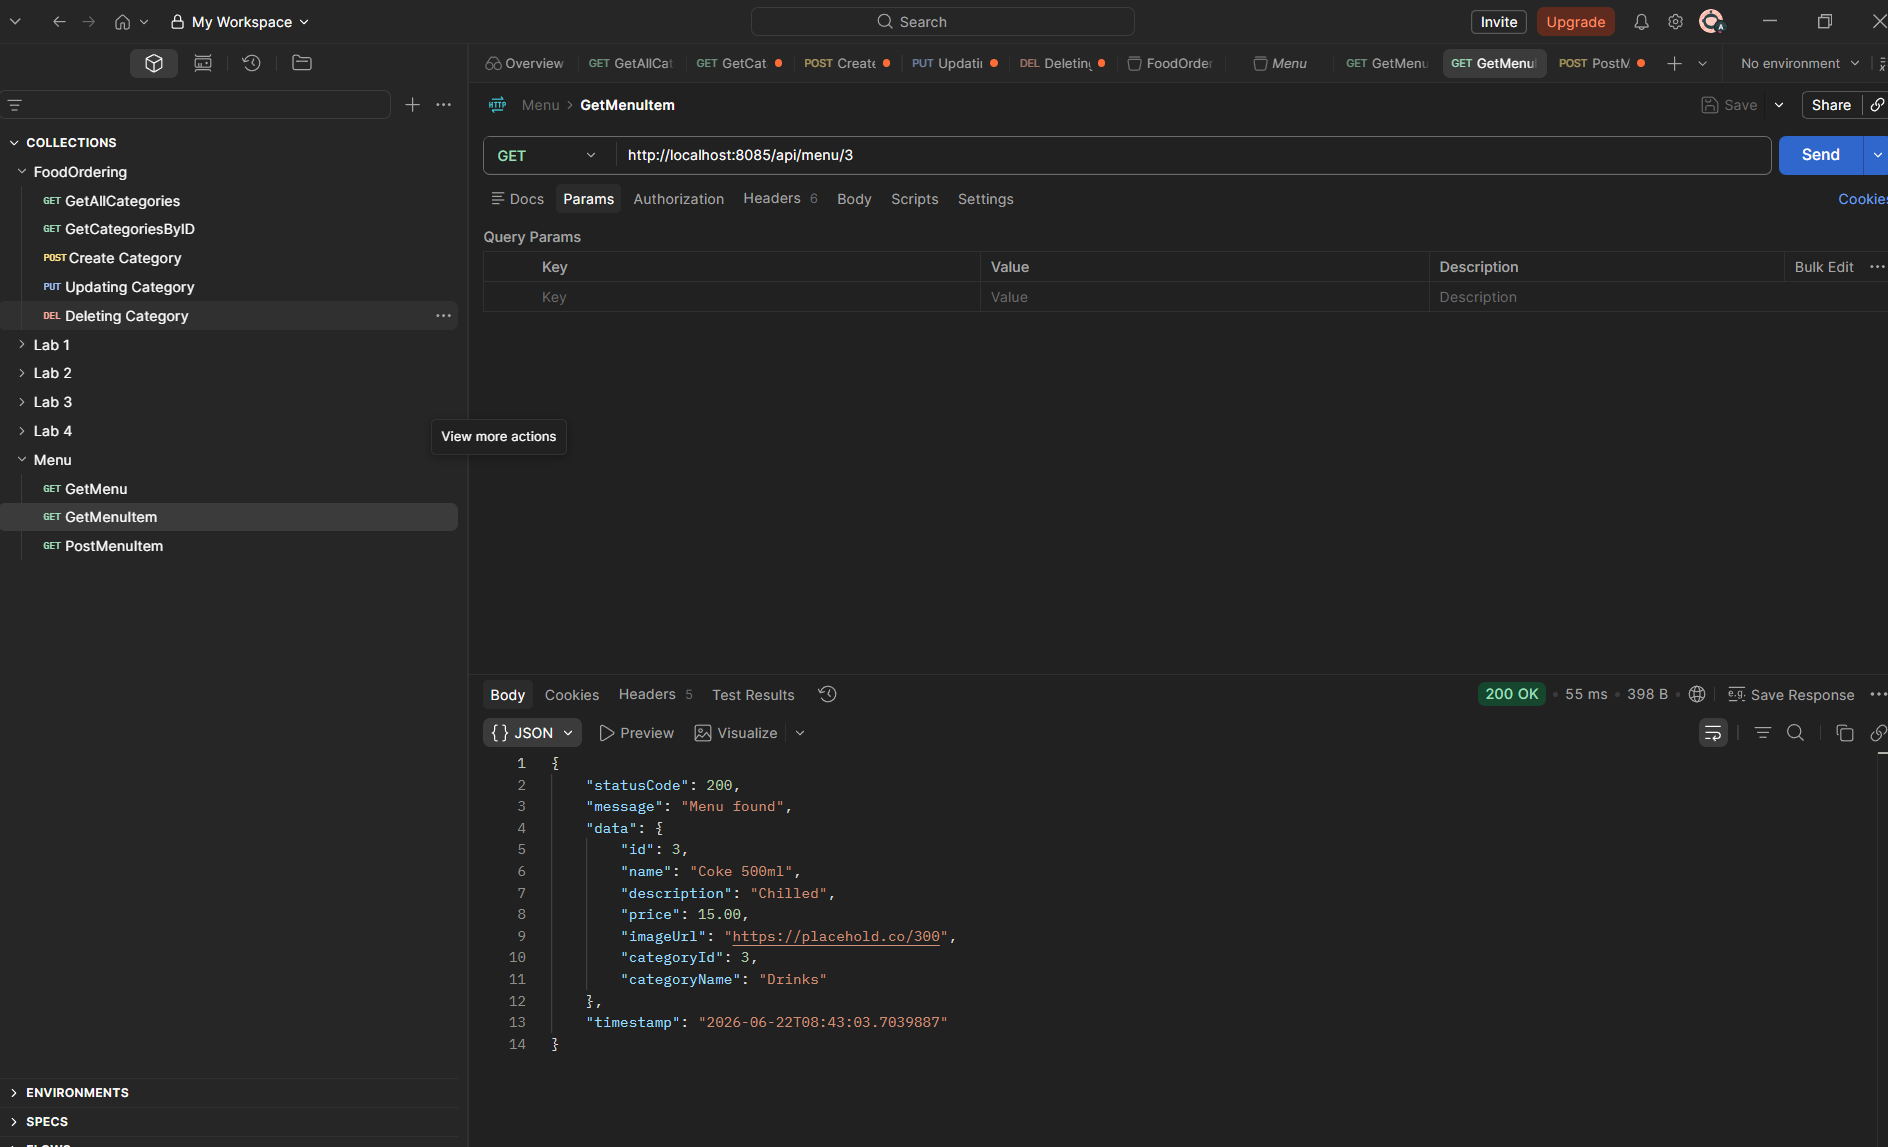 My Workspace
Search
Invite
Upgrade
Overview
GET GetAllCat
GET GetCat
POST Create
PUT Updatin
DEL Deleting
FoodOrder
Menu
GET GetMenu
GET GetMenu
POST PostM
No environment
Menu > GetMenuItem
Save
Share
COLLECTIONS
FoodOrdering
GET GetAllCategories
GET GetCategoriesByID
POST Create Category
PUT Updating Category
DEL Deleting Category
Lab 1
Lab 2
Lab 3
Lab 4
Menu
GET GetMenu
GET GetMenuItem
GET PostMenuItem
View more actions
ENVIRONMENTS
SPECS
FLOWS
HTTP
GET http://localhost:8085/api/menu/3
Send
Docs Params Authorization Headers 6 Body Scripts Settings
Cookies
Query Params
Key Value Description Bulk Edit
Key Value Description
Body Cookies Headers 5 Test Results
200 OK • 55 ms • 398 B
e.g. Save Response
{} JSON Preview Visualize
1 {
2 "statusCode": 200,
3 "message": "Menu found",
4 "data": {
5 "id": 3,
6 "name": "Coke 500ml",
7 "description": "Chilled",
8 "price": 15.00,
9 "imageUrl": "https://placehold.co/300",
10 "categoryId": 3,
11 "categoryName": "Drinks"
12 },
13 "timestamp": "2026-06-22T08:43:03.7039887"
14 }